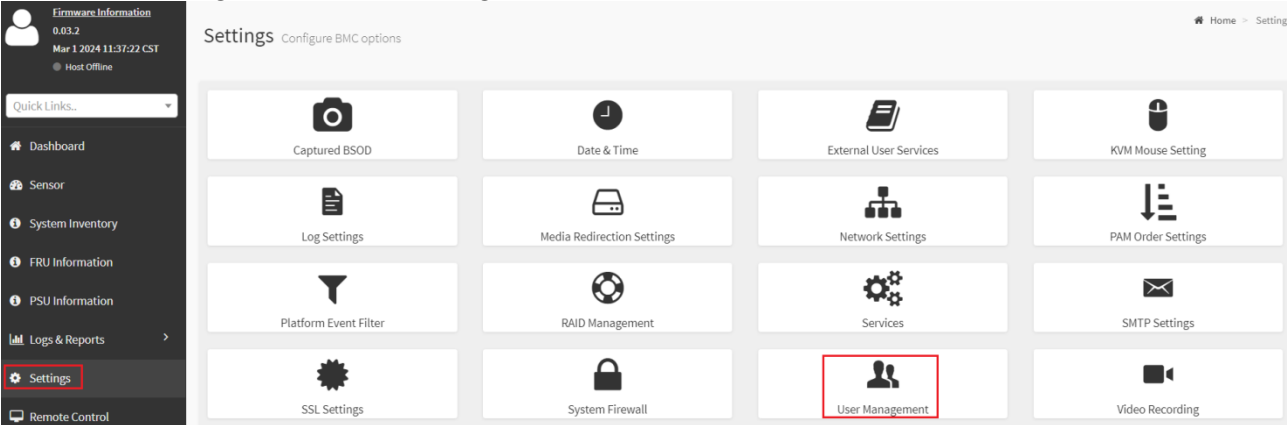 Firmware Information
0.03.2
Mar 1 2024 11:37:22 CST
Host Offline
Quick Links..
Dashboard
Sensor
System Inventory
FRU Information
PSU Information
Logs & Reports
Settings
Remote Control
Settings Configure BMC options
Home > Setting
Captured BSOD
Date & Time
External User Services
KVM Mouse Setting
Log Settings
Media Redirection Settings
Network Settings
PAM Order Settings
Platform Event Filter
RAID Management
Services
SMTP Settings
SSL Settings
System Firewall
User Management
Video Recording